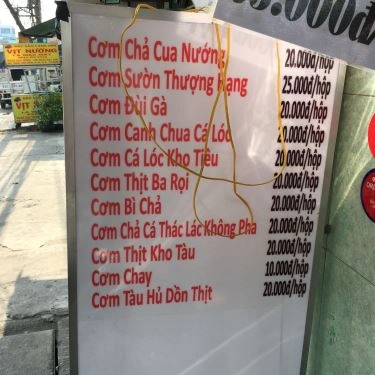 VỊT NƯỚNG
VỊT
.000đ
Cơm Chả Cua Nướng 20.000đ/hộp
Cơm Sườn Thượng Hạng 25.000đ/hộp
Cơm Đùi Gà 20.000đ/hộp
Cơm Canh Chua Cá Lóc 20.000đ/hộp
Cơm Cá Lóc Kho Tiêu 20.000đ/hộp
Cơm Thịt Ba Rọi 20.000đ/hộp
Cơm Bì Chả 20.000đ/hộp
Cơm Chả Cá Thác Lác Không Pha 20.000đ/hộp
Cơm Thịt Kho Tàu 20.000đ/hộp
Cơm Chay 10.000đ/hộp
Cơm Tàu Hủ Dồn Thịt 20.000đ/hộp